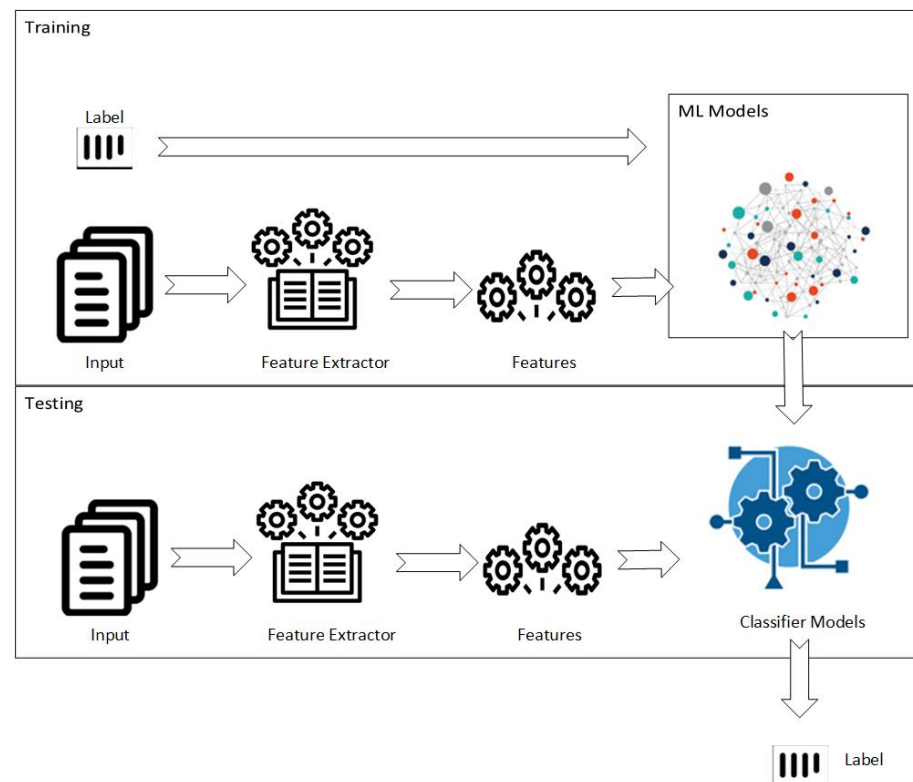 Training
Label
ML Models
Input
Feature Extractor
Features
Testing
Input
Feature Extractor
Features
Classifier Models
Label